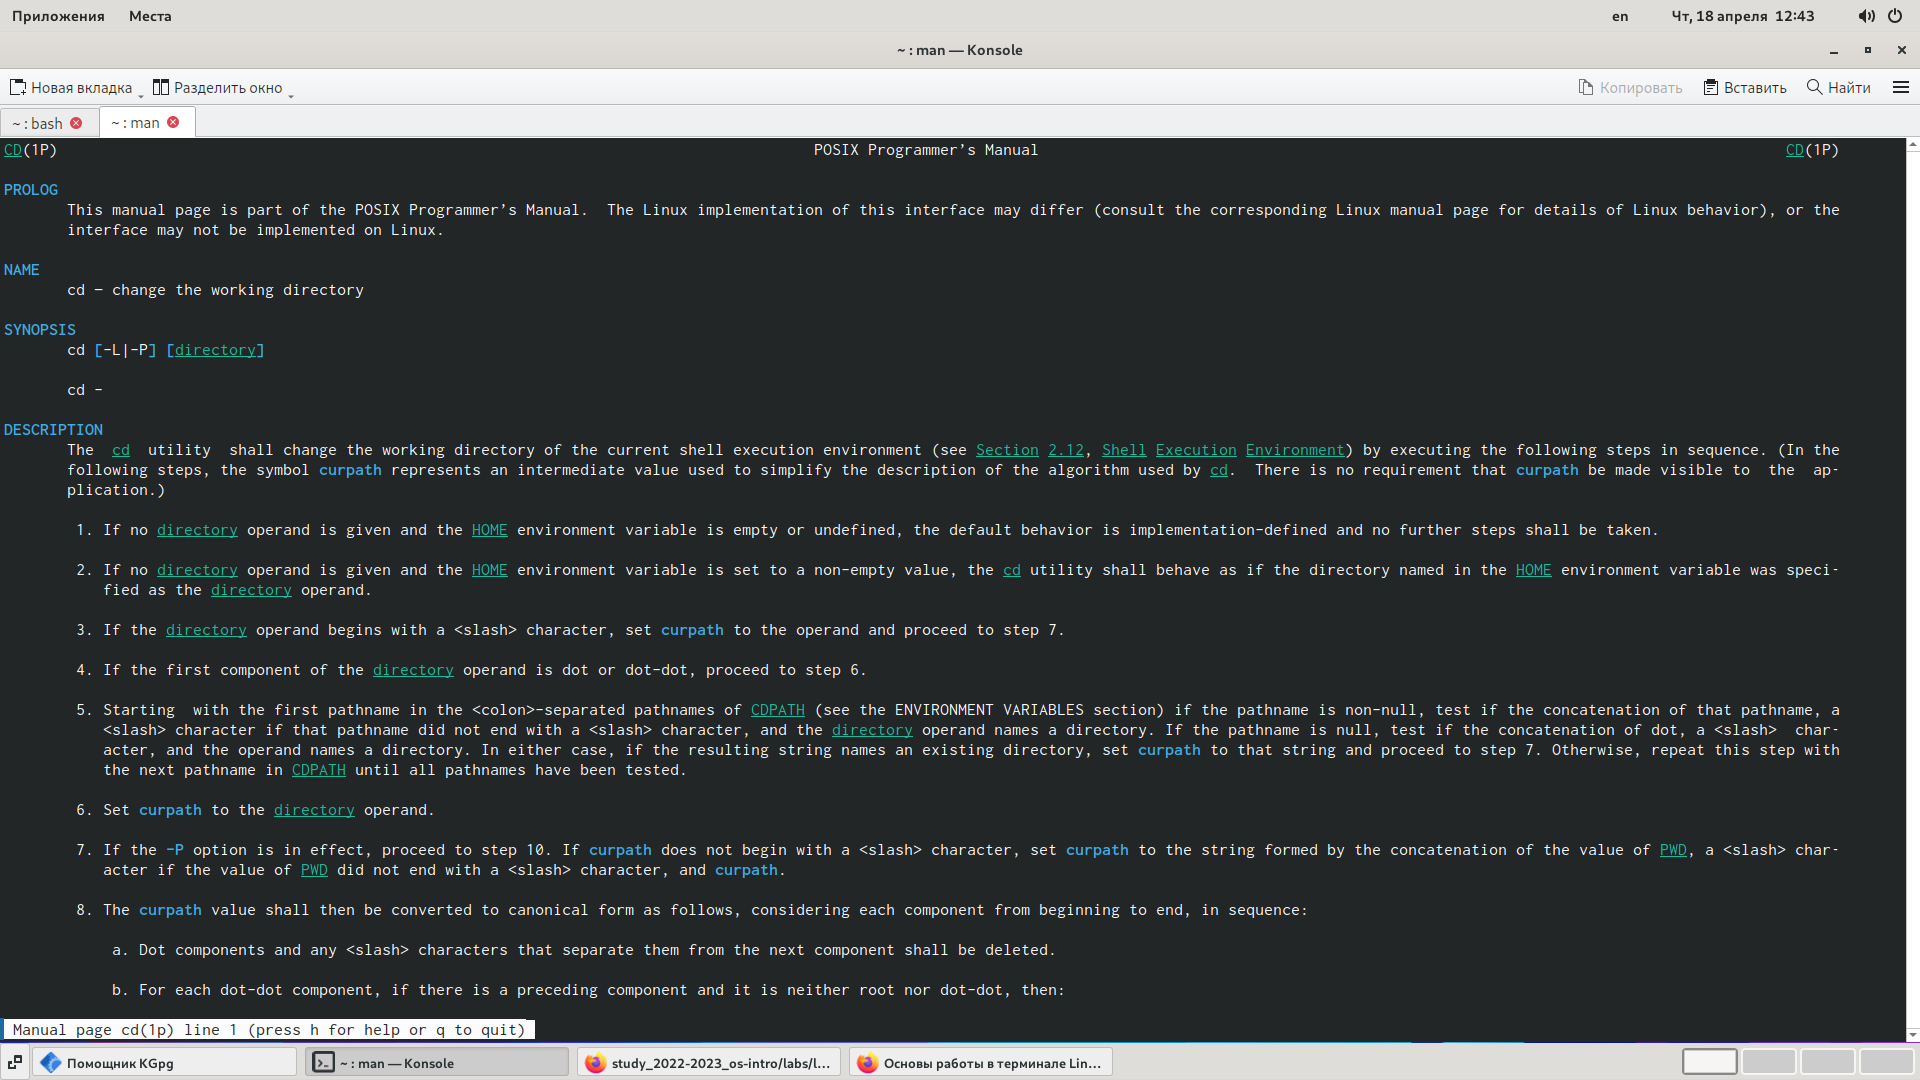 Приложения Места en Чт, 18 апреля 12:43
~ : man — Konsole
Новая вкладка Разделить окно Копировать Вставить Найти
~ : bash ~ : man
CD(1P) POSIX Programmer’s Manual CD(1P)
PROLOG
This manual page is part of the POSIX Programmer’s Manual. The Linux implementation of this interface may differ (consult the corresponding Linux manual page for details of Linux behavior), or the
interface may not be implemented on Linux.
NAME
cd — change the working directory
SYNOPSIS
cd [-L|-P] [directory]
cd -
DESCRIPTION
The cd utility shall change the working directory of the current shell execution environment (see Section 2.12, Shell Execution Environment) by executing the following steps in sequence. (In the
following steps, the symbol curpath represents an intermediate value used to simplify the description of the algorithm used by cd. There is no requirement that curpath be made visible to the ap-
plication.)
1. If no directory operand is given and the HOME environment variable is empty or undefined, the default behavior is implementation-defined and no further steps shall be taken.
2. If no directory operand is given and the HOME environment variable is set to a non-empty value, the cd utility shall behave as if the directory named in the HOME environment variable was speci-
fied as the directory operand.
3. If the directory operand begins with a <slash> character, set curpath to the operand and proceed to step 7.
4. If the first component of the directory operand is dot or dot-dot, proceed to step 6.
5. Starting with the first pathname in the <colon>-separated pathnames of CDPATH (see the ENVIRONMENT VARIABLES section) if the pathname is non-null, test if the concatenation of that pathname, a
<slash> character if that pathname did not end with a <slash> character, and the directory operand names a directory. If the pathname is null, test if the concatenation of dot, a <slash> char-
acter, and the operand names a directory. In either case, if the resulting string names an existing directory, set curpath to that string and proceed to step 7. Otherwise, repeat this step with
the next pathname in CDPATH until all pathnames have been tested.
6. Set curpath to the directory operand.
7. If the -P option is in effect, proceed to step 10. If curpath does not begin with a <slash> character, set curpath to the string formed by the concatenation of the value of PWD, a <slash> char-
acter if the value of PWD did not end with a <slash> character, and curpath.
8. The curpath value shall then be converted to canonical form as follows, considering each component from beginning to end, in sequence:
a. Dot components and any <slash> characters that separate them from the next component shall be deleted.
b. For each dot-dot component, if there is a preceding component and it is neither root nor dot-dot, then:
Manual page cd(1p) line 1 (press h for help or q to quit)
Помощник KGpg ~ : man — Konsole study_2022-2023_os-intro/labs/l... Основы работы в терминале Lin...